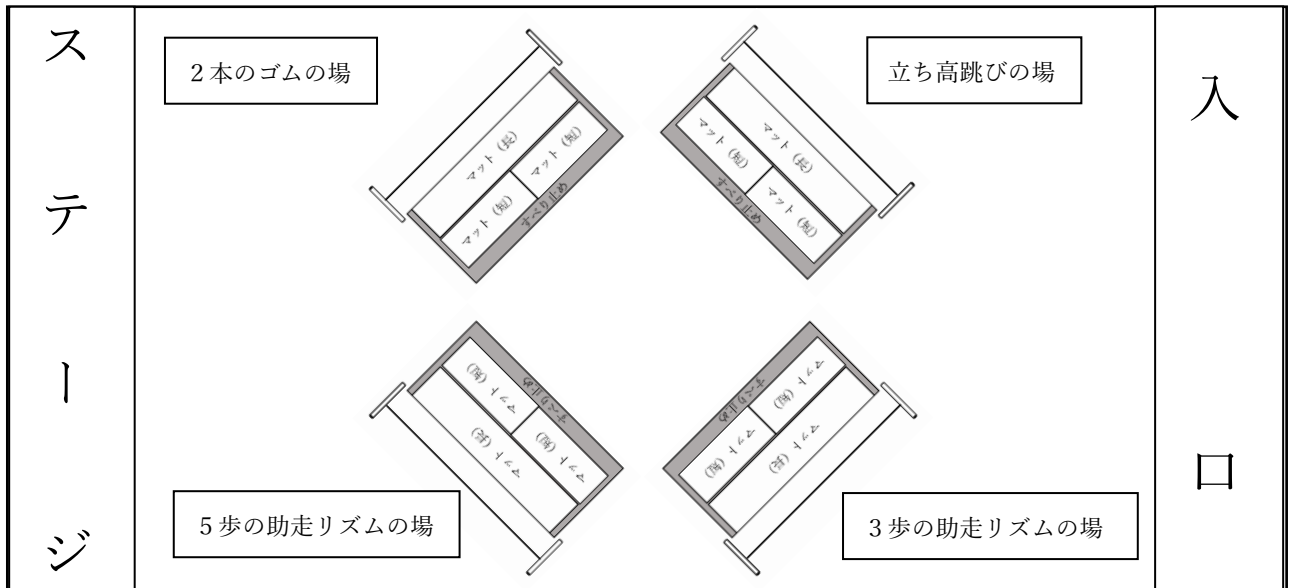 ステージ
2本のゴムの場
マット（長）
マット（短）
マット（短）
すべり止め
立ち高跳びの場
マット（長）
マット（短）
マット（短）
すべり止め
入口
マット（短）
マット（短）
マット（長）
すべり止め
5歩の助走リズムの場
マット（短）
マット（短）
マット（長）
すべり止め
3歩の助走リズムの場